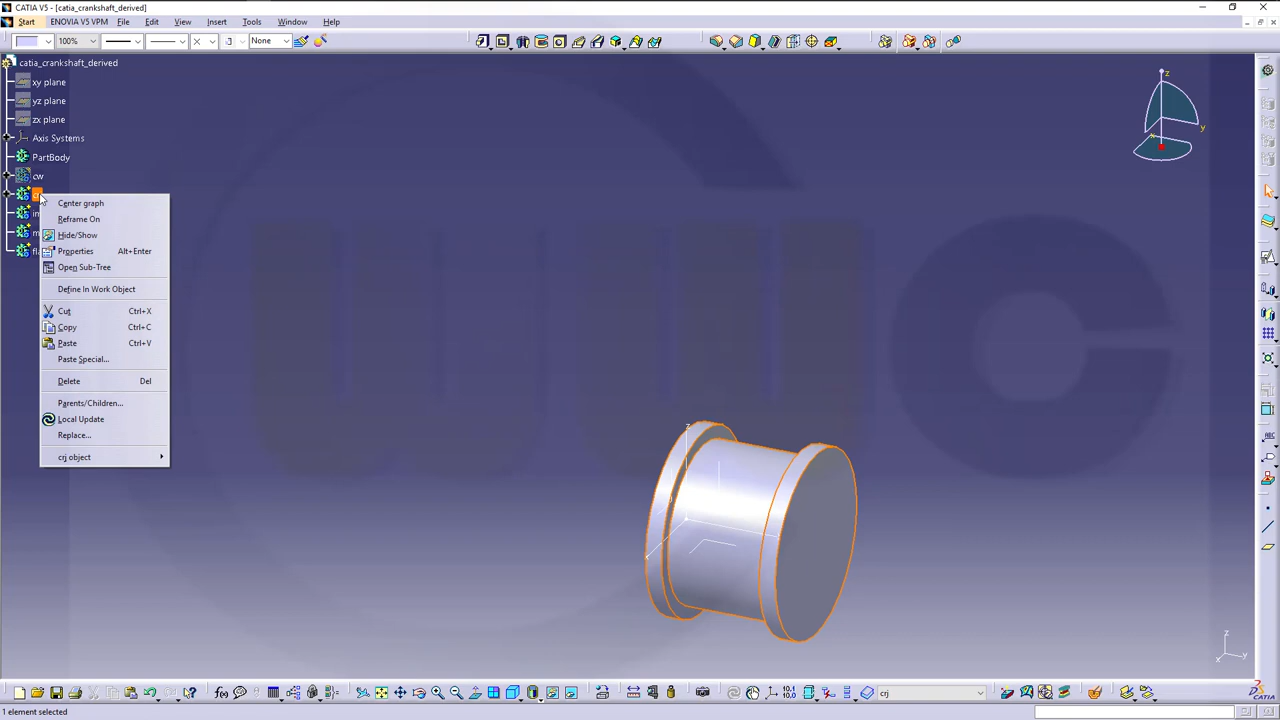 CATIA V5 - [catia_crankshaft_derived]
Start ENOVIA V5 VPM File Edit View Insert Tools Window Help
100% None
catia_crankshaft_derived
xy plane
yz plane
zx plane
Axis Systems
PartBody
cw
Center graph
Reframe On
Hide/Show
Properties Alt+Enter
Open Sub-Tree
Define In Work Object
Cut Ctrl+X
Copy Ctrl+C
Paste Ctrl+V
Paste Special...
Delete Del
Parents/Children...
Local Update
Replace...
crj object
z
y
x
z
z
y
x
crj
CATIA
1 element selected